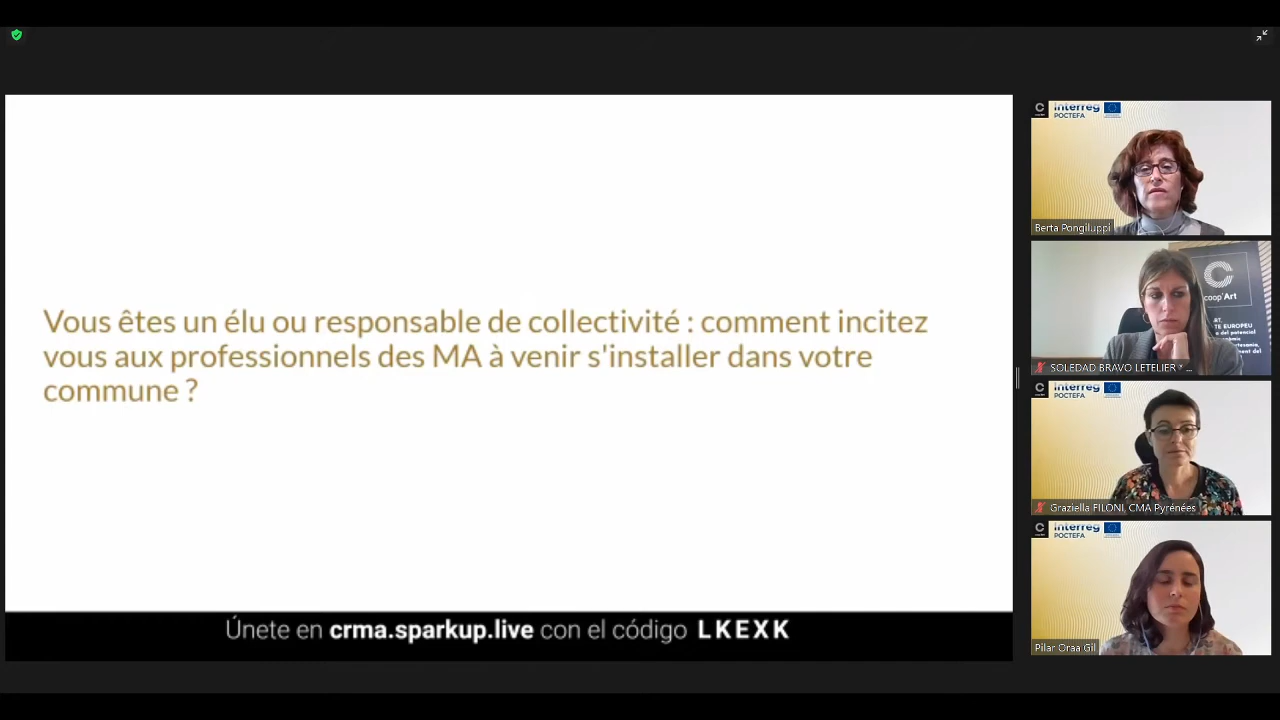 Vous êtes un élu ou responsable de collectivité : comment incitez
vous aux professionnels des MA à venir s'installer dans votre
commune ?
Únete en crma.sparkup.live con el código LKEXK
Interreg
POCTEFA
Berta Pongiluppi
coop'Art
TE EUROPEU
SOLEDAD BRAVO LETELIER
Interreg
POCTEFA
Graziella FILONI, CMA Pyrénées
Interreg
POCTEFA
Pilar Oraa Gil